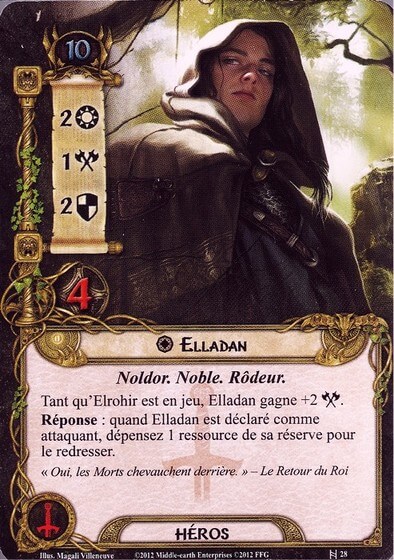 10
2
1
2
4
ELLADAN
Noldor. Noble. Rôdeur.
Tant qu'Elrohir est en jeu, Elladan gagne +2 .
Réponse : quand Elladan est déclaré comme
attaquant, dépensez 1 ressource de sa réserve pour
le redresser.
« Oui, les Morts chevauchent derrière. » – Le Retour du Roi
HÉROS
Illus. Magali Villeneuve ©2012 Middle-earth Enterprises ©2012 FFG 28